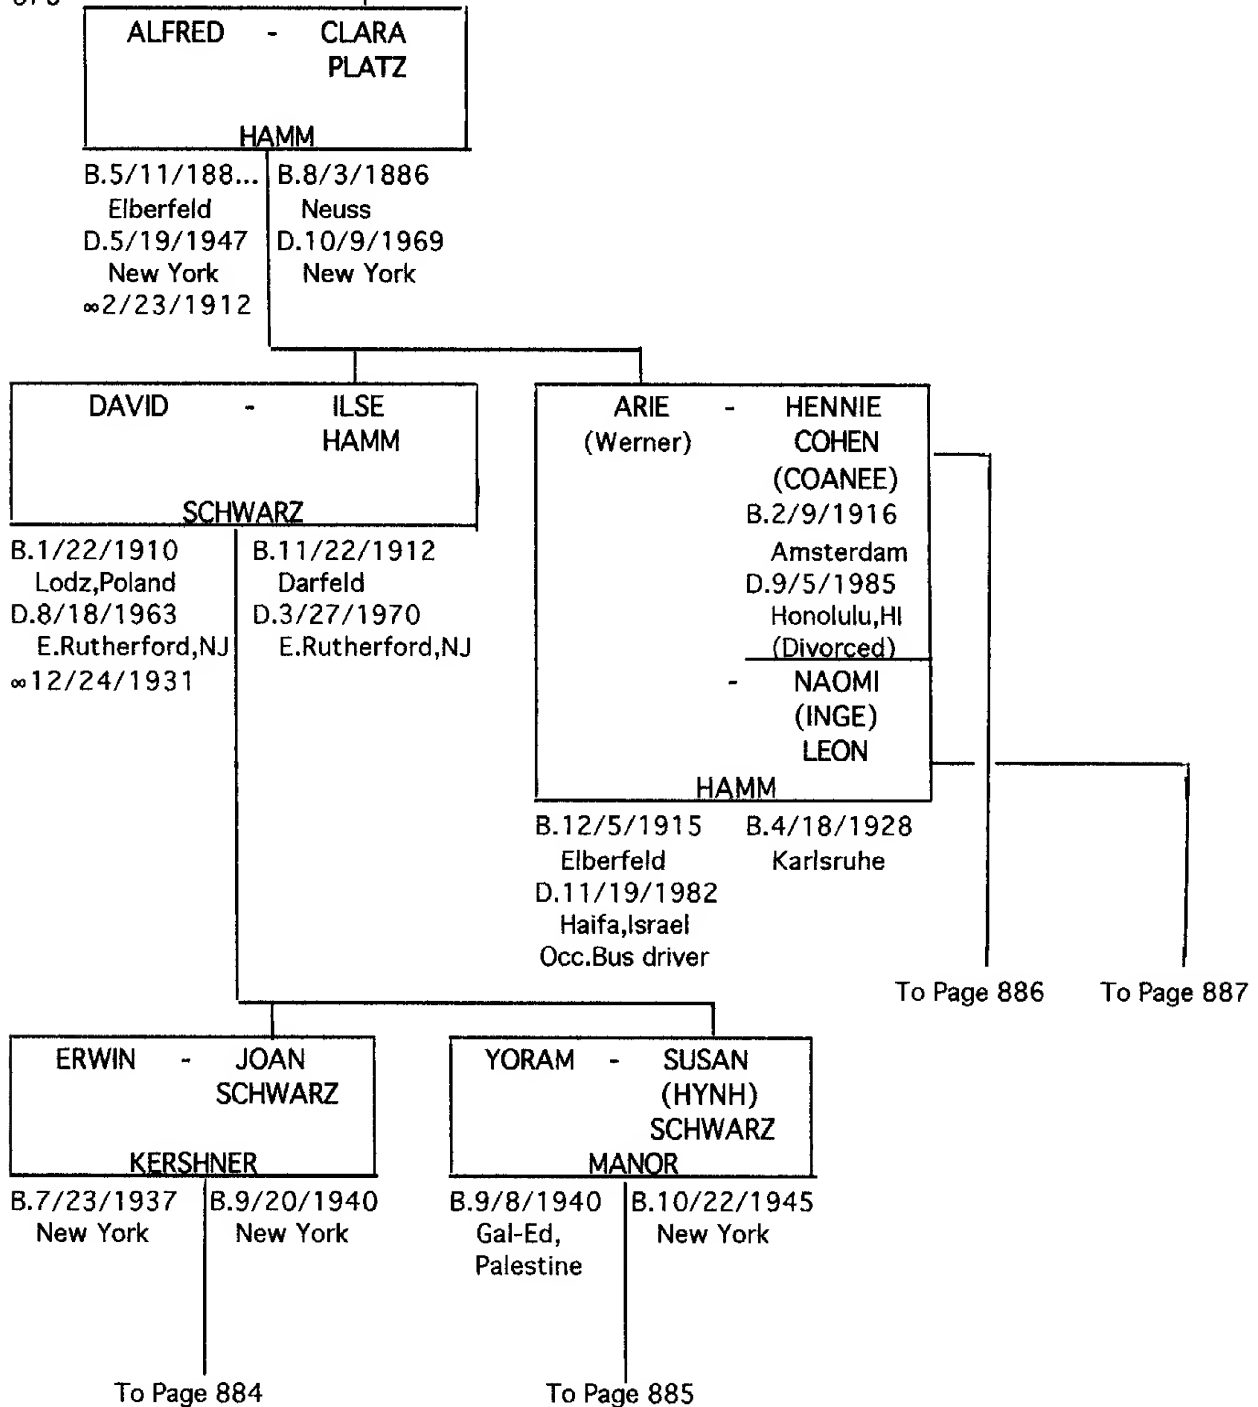 ALFRED - CLARA
PLATZ
HAMM
B.5/11/188... B.8/3/1886
Elberfeld Neuss
D.5/19/1947 D.10/9/1969
New York New York
∞2/23/1912
DAVID - ILSE
HAMM
SCHWARZ
B.1/22/1910 B.11/22/1912
Lodz,Poland Darfeld
D.8/18/1963 D.3/27/1970
E.Rutherford,NJ E.Rutherford,NJ
∞12/24/1931
ARIE - HENNIE
(Werner) COHEN
(COANEE)
B.2/9/1916
Amsterdam
D.9/5/1985
Honolulu,HI
(Divorced)
- NAOMI
(INGE)
LEON
HAMM
B.12/5/1915 B.4/18/1928
Elberfeld Karlsruhe
D.11/19/1982
Haifa,Israel
Occ.Bus driver
To Page 886 To Page 887
ERWIN - JOAN
SCHWARZ
KERSHNER
B.7/23/1937 B.9/20/1940
New York New York
To Page 884
YORAM - SUSAN
(HYNH)
SCHWARZ
MANOR
B.9/8/1940 B.10/22/1945
Gal-Ed, New York
Palestine
To Page 885